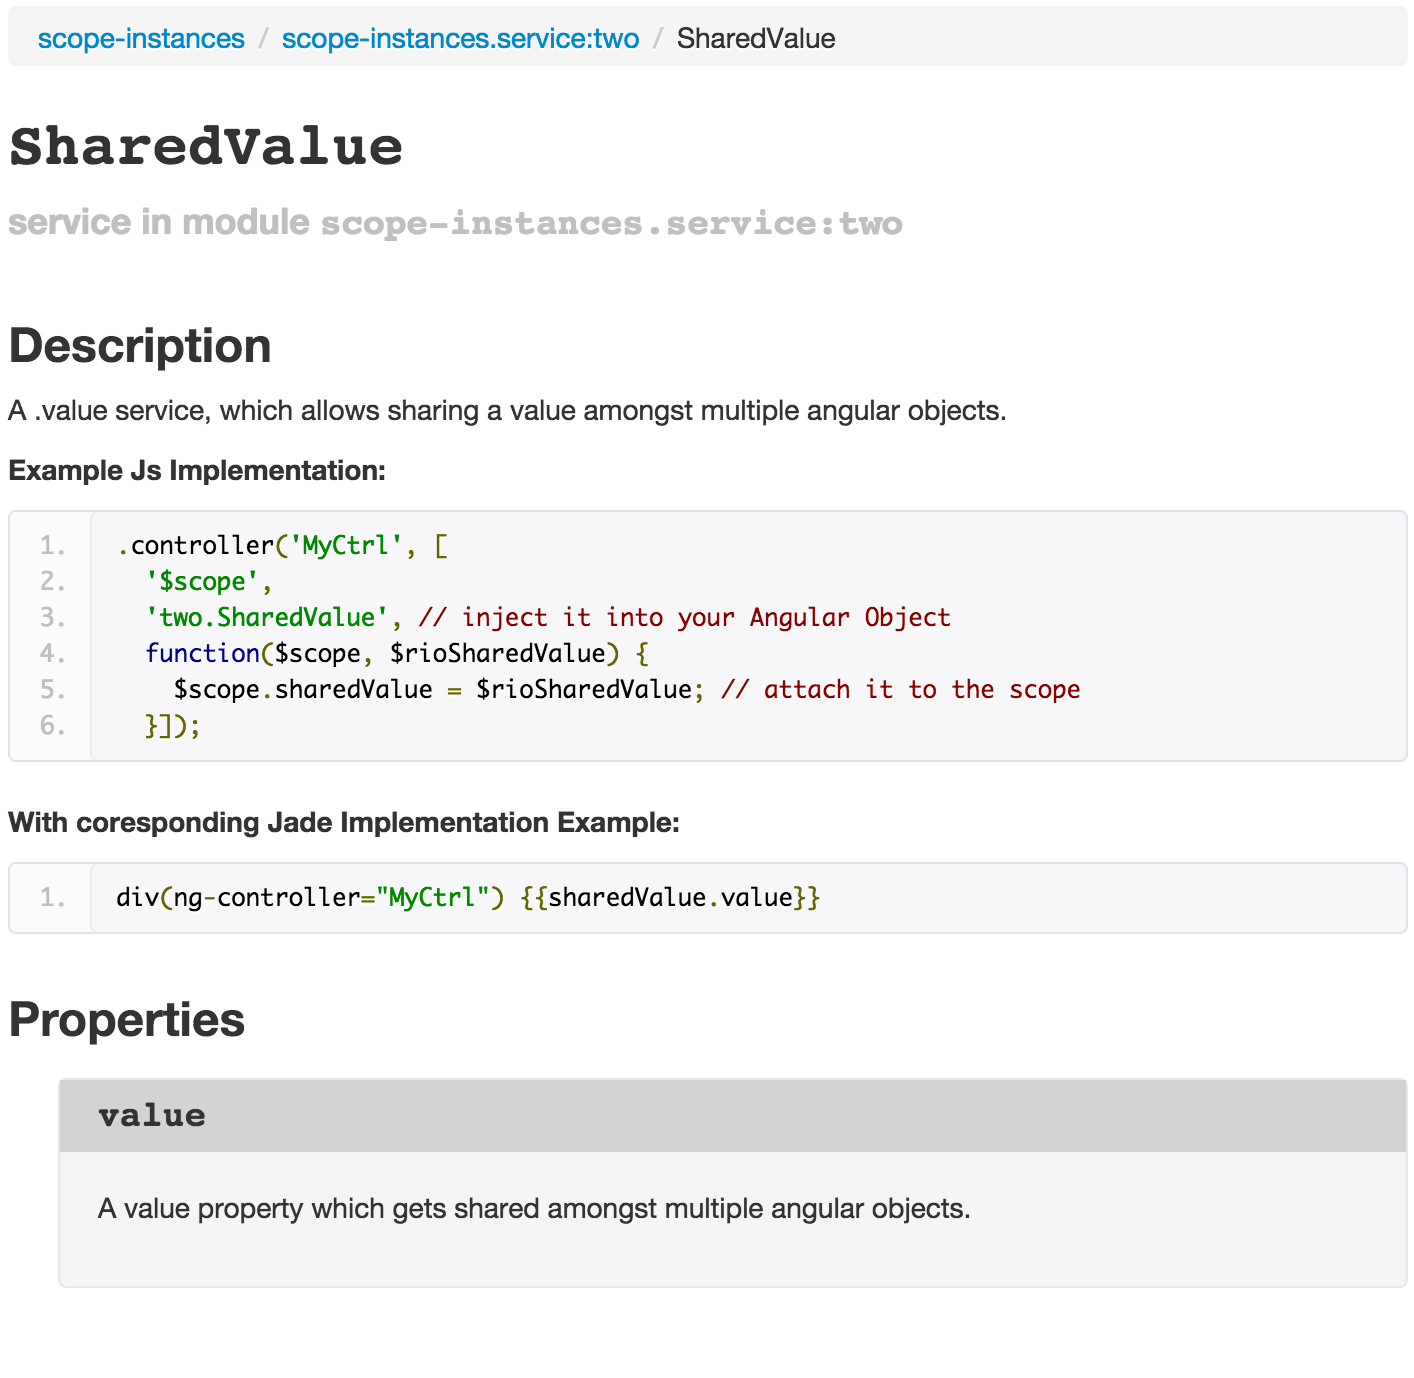 scope-instances / scope-instances.service:two / SharedValue
SharedValue
service in module scope-instances.service:two
Description
A .value service, which allows sharing a value amongst multiple angular objects.
Example Js Implementation:
1. .controller('MyCtrl', [
2.   '$scope',
3.   'two.SharedValue', // inject it into your Angular Object
4.   function($scope, $rioSharedValue) {
5.     $scope.sharedValue = $rioSharedValue; // attach it to the scope
6.   }]);
With coresponding Jade Implementation Example:
1. div(ng-controller="MyCtrl") {{sharedValue.value}}
Properties
value
A value property which gets shared amongst multiple angular objects.